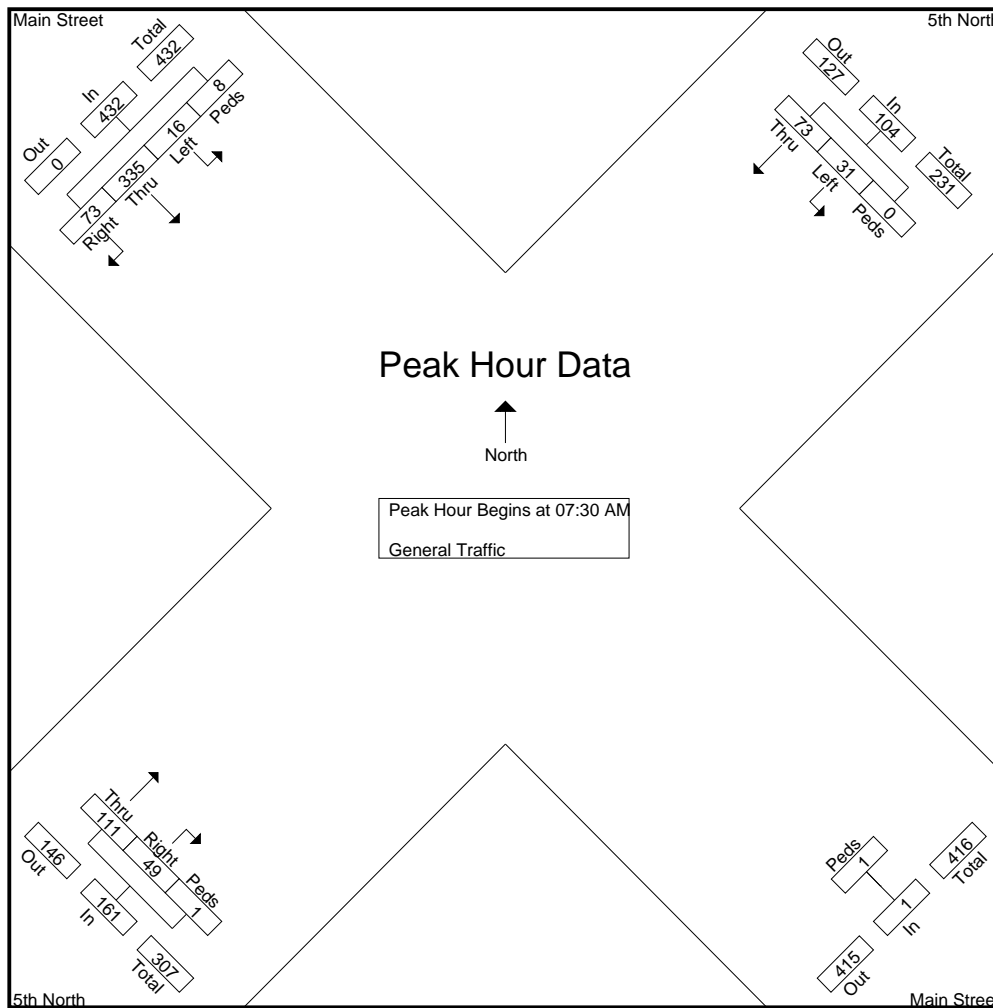 Main Street
5th North
Total
432
In
432
Out
0
8
Peds
16
Left
335
Thru
73
Right
Out
127
In
104
Total
231
73
Thru
31
Left
0
Peds
Peak Hour Data
North
Peak Hour Begins at 07:30 AM
General Traffic
Thru
111
Right
49
Peds
1
146
Out
161
In
307
Total
Peds
1
416
Total
1
In
415
Out
5th North
Main Stree